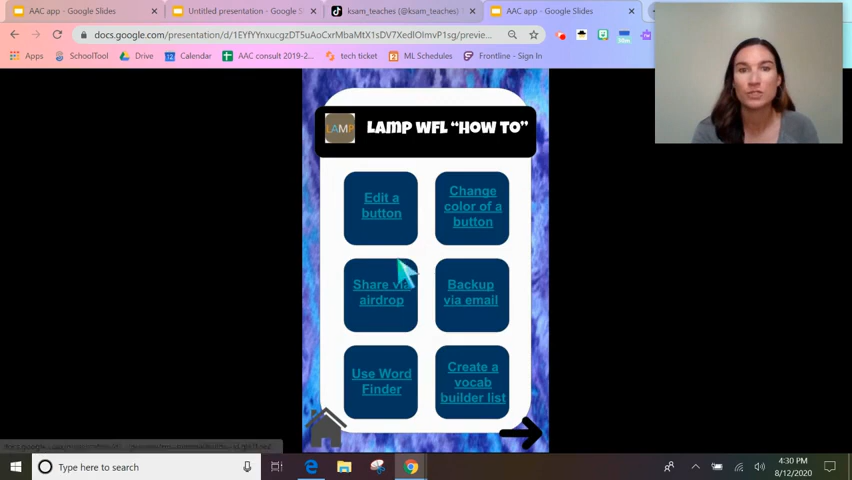 AAC app - Google Slides
Untitled presentation - Google Sl
ksam_teaches (@ksam_teaches)
AAC app - Google Slides
docs.google.com/presentation/d/1EYfYYnxucgzDT5uAoCxrMbaMtX1sDV7XedlOImvP1sg/preview...
Apps
SchoolTool
Drive
Calendar
AAC consult 2019-2...
tech ticket
ML Schedules
Frontline - Sign In
LAMP
LAMP WFL “HOW TO”
Edit a
button
Change
color of a
button
Share via
airdrop
Backup
via email
Use Word
Finder
Create a
vocab
builder list
Type here to search
4:30 PM
8/12/2020